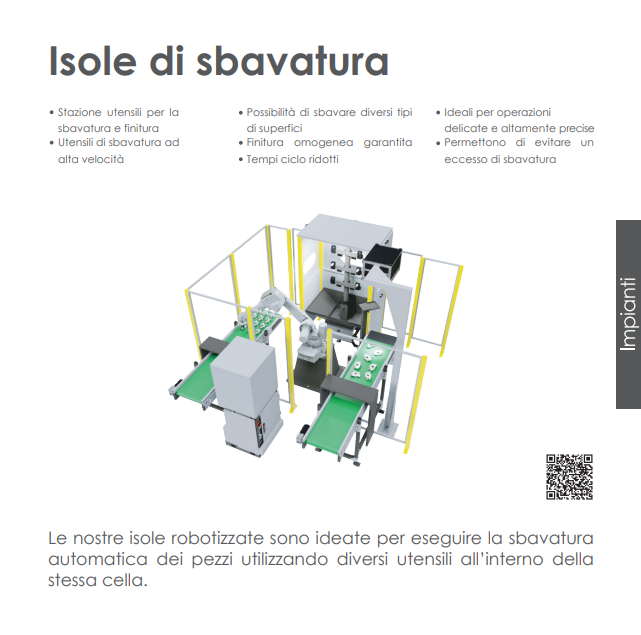 Isole di sbavatura
• Stazione utensili per la
sbavatura e finitura
• Utensili di sbavatura ad
alta velocità
• Possibilità di sbavare diversi tipi
di superfici
• Finitura omogenea garantita
• Tempi ciclo ridotti
• Ideali per operazioni
delicate e altamente precise
• Permettono di evitare un
eccesso di sbavatura
Impianti
Le nostre isole robotizzate sono ideate per eseguire la sbavatura
automatica dei pezzi utilizzando diversi utensili all’interno della
stessa cella.